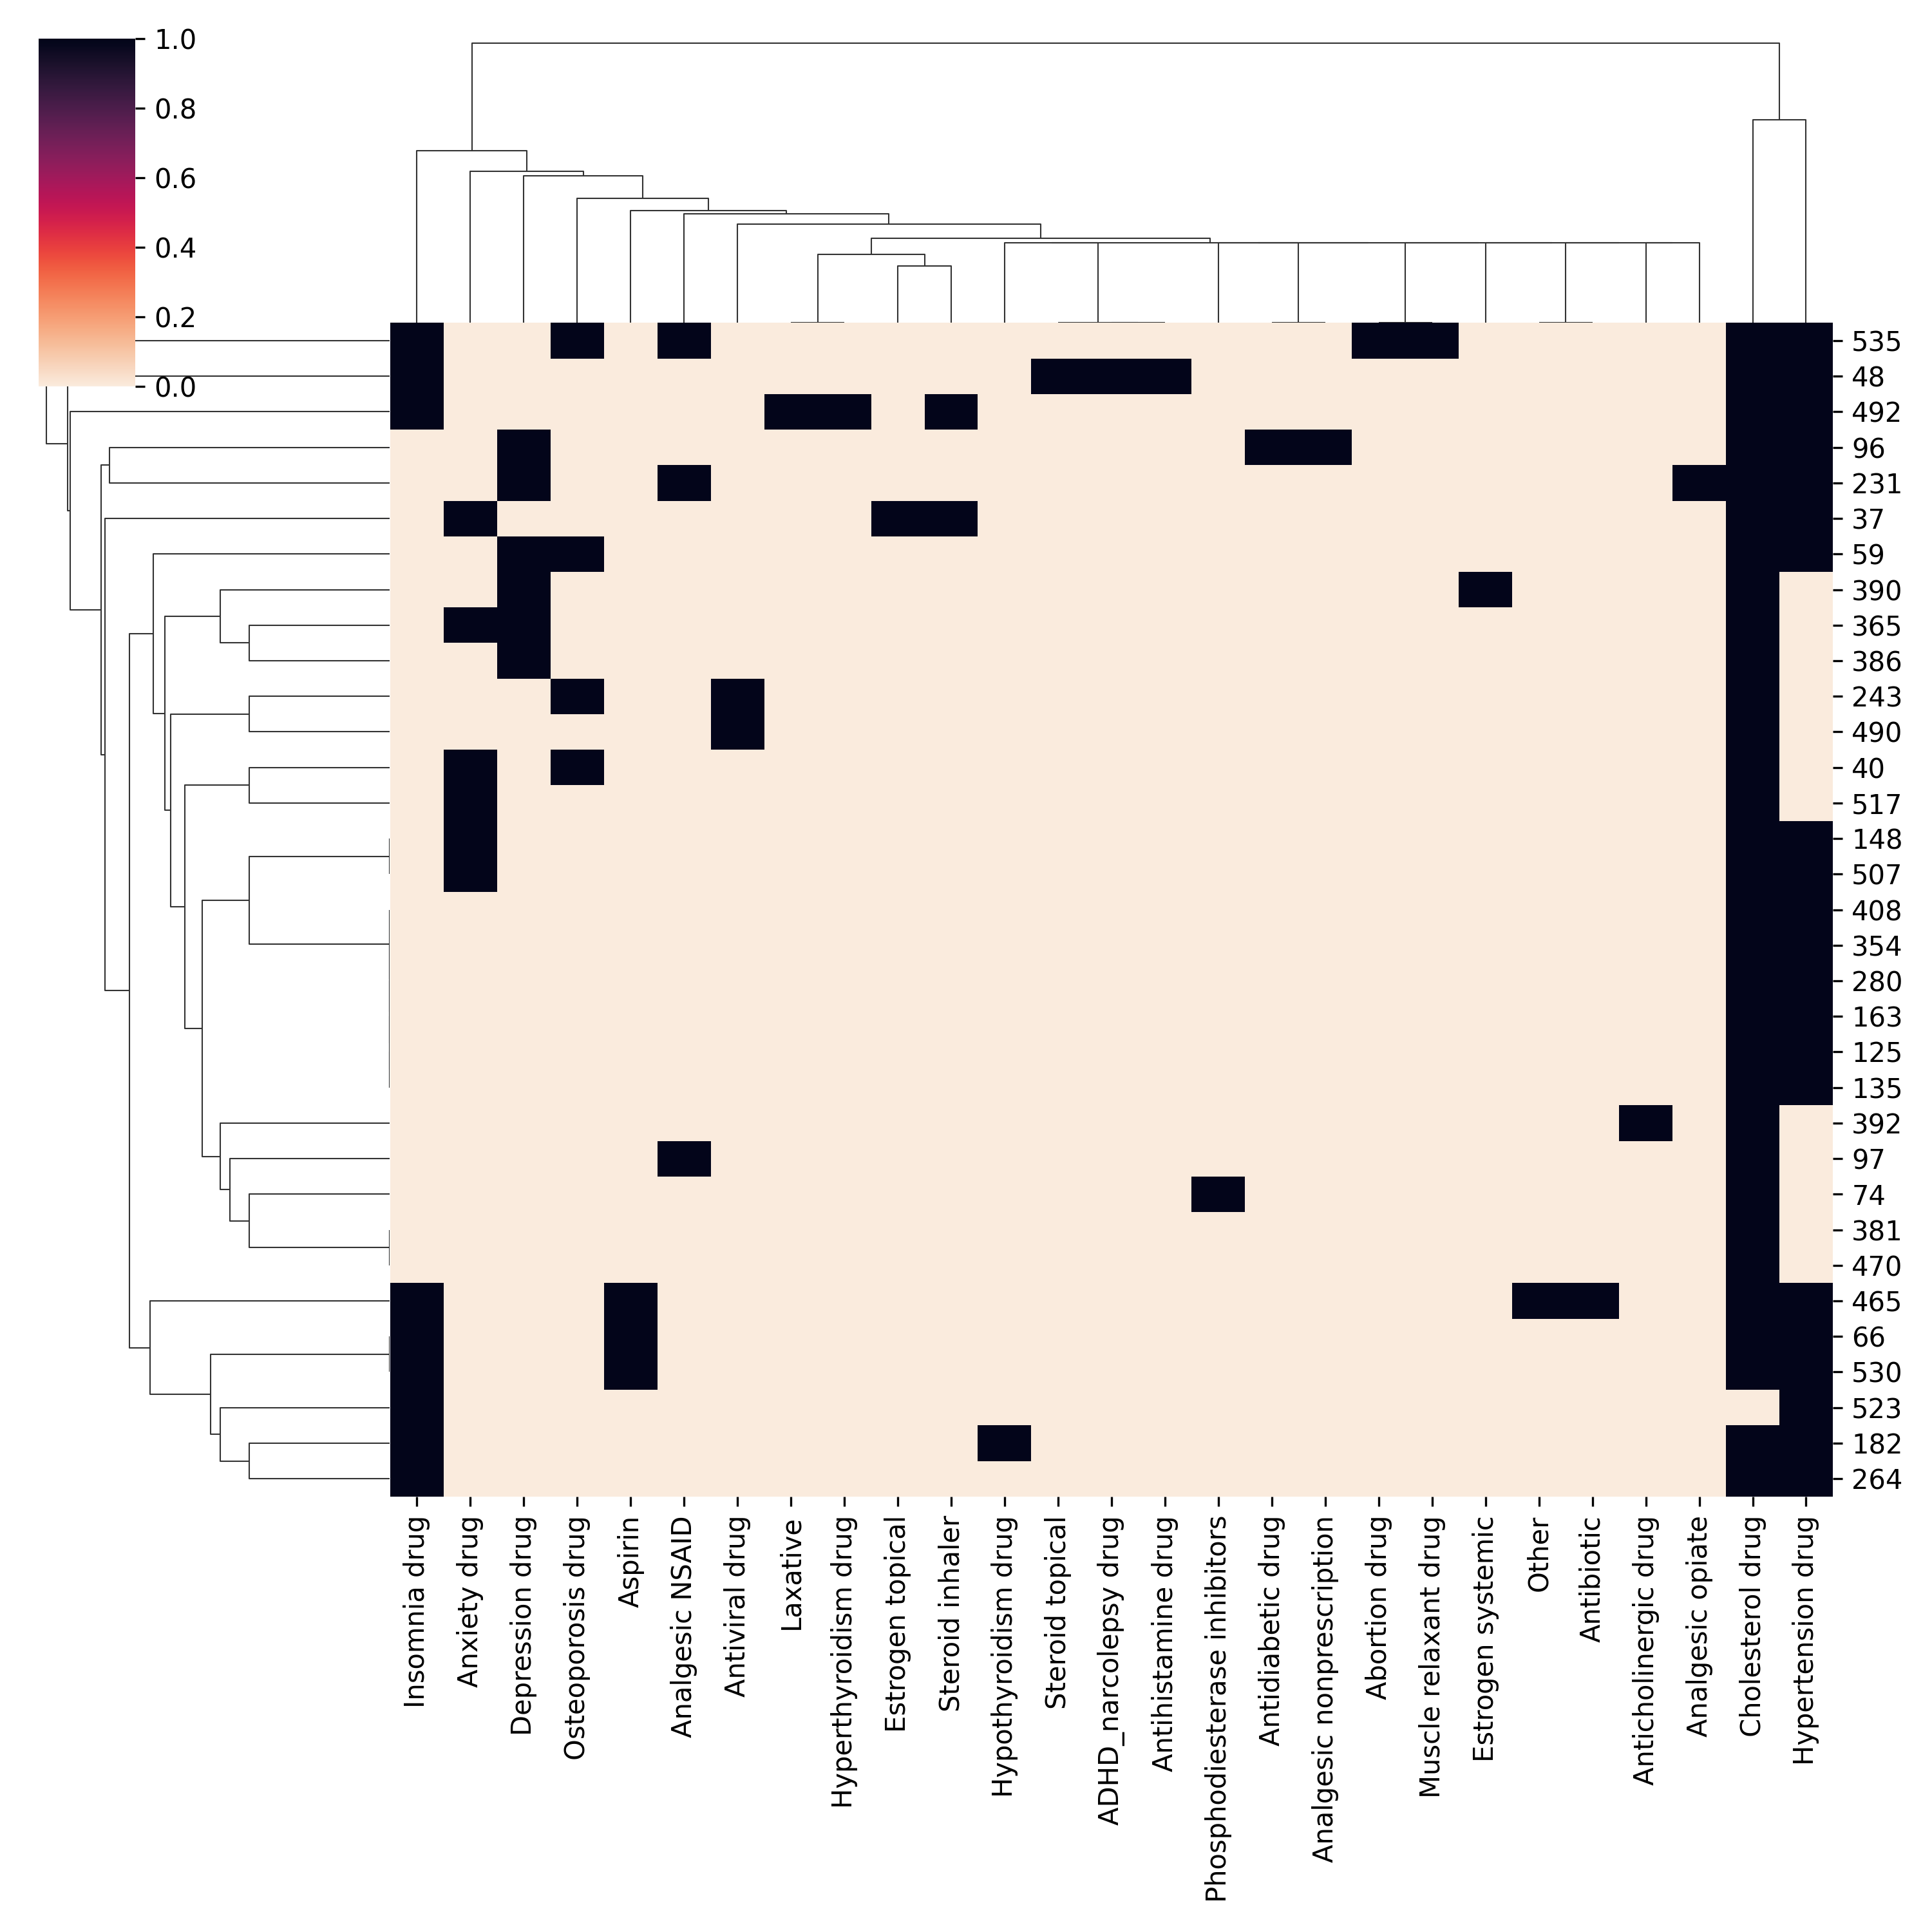 1.0
0.8
0.6
0.4
0.2
0.0
535
48
492
96
231
37
59
390
365
386
243
490
40
517
148
507
408
354
280
163
125
135
392
97
74
381
470
465
66
530
523
182
264
Insomnia drug
Anxiety drug
Depression drug
Osteoporosis drug
Aspirin
Analgesic NSAID
Antiviral drug
Laxative
Hyperthyroidism drug
Estrogen topical
Steroid inhaler
Hypothyroidism drug
Steroid topical
ADHD_narcolepsy drug
Antihistamine drug
Phosphodiesterase inhibitors
Antidiabetic drug
Analgesic nonprescription
Abortion drug
Muscle relaxant drug
Estrogen systemic
Other
Antibiotic
Anticholinergic drug
Analgesic opiate
Cholesterol drug
Hypertension drug